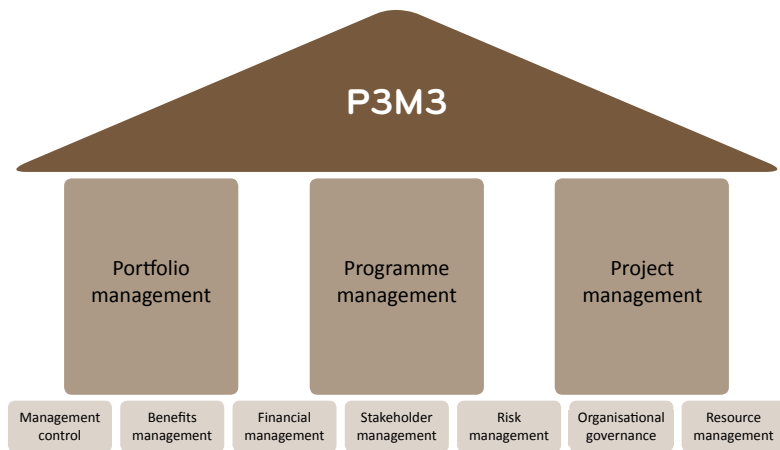 P3M3
Portfolio
management
Programme
management
Project
management
Management
control
Benefits
management
Financial
management
Stakeholder
management
Risk
management
Organisational
governance
Resource
management